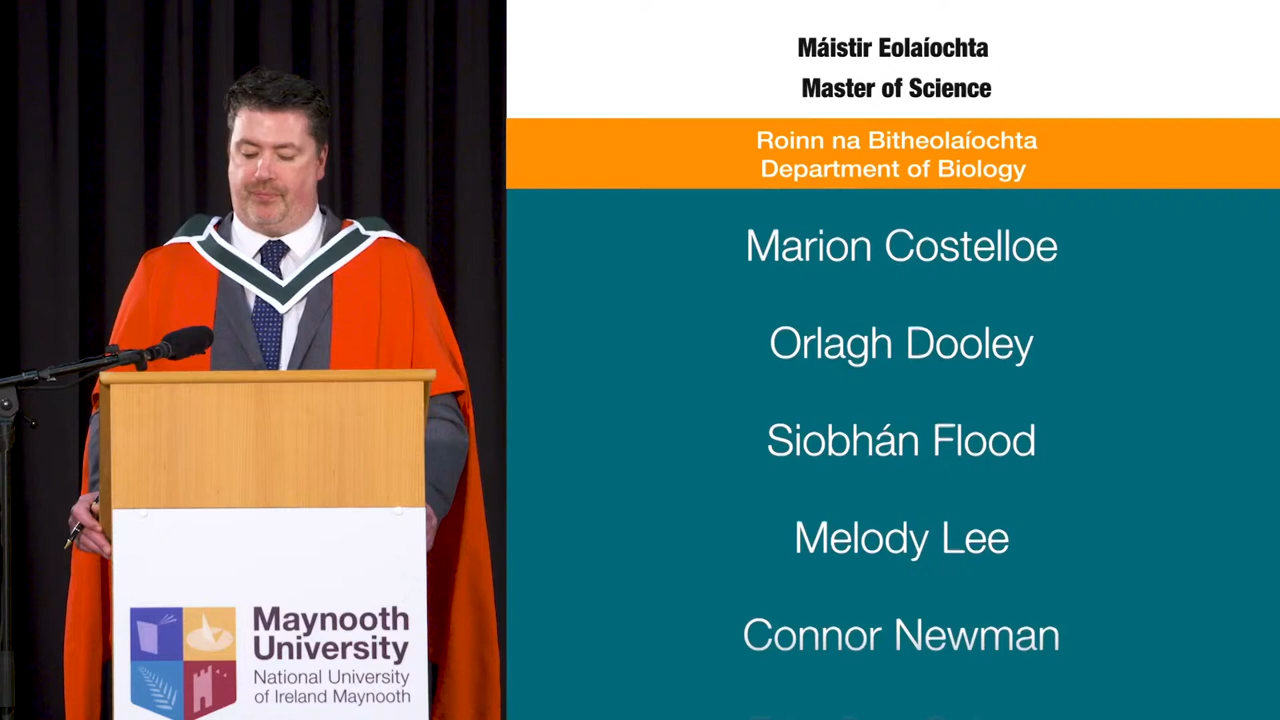 Máistir Eolaíochta
Master of Science
Roinn na Bitheolaíochta
Department of Biology
Marion Costelloe
Orlagh Dooley
Siobhán Flood
Melody Lee
Connor Newman
Maynooth
University
National University
of Ireland Maynooth